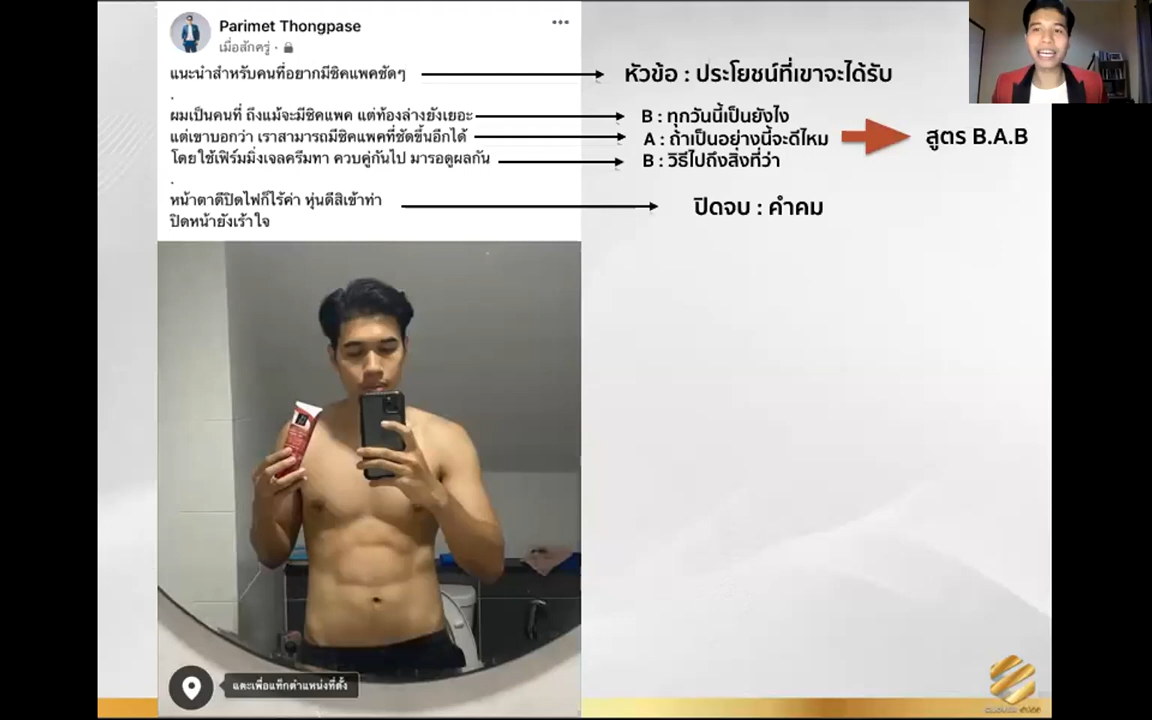 Parimet Thongpase
เมื่อสักครู่ ·
แนะนำสำหรับคนที่อยากมีซิคแพคชัดๆ
.
ผมเป็นคนที่ ถึงแม้จะมีซิคแพค แต่ท้องล่างยังเยอะ
แต่เขาบอกว่า เราสามารถมีซิคแพคที่ชัดขึ้นอีกได้
โดยใช้เฟิร์มมิ่งเจลครีมทา ควบคู่กันไป มารอดูผลกัน
.
หน้าตาดีปิดไฟก็ไร้ค่า หุ่นดีสิเข้าท่า
ปิดหน้ายังเร้าใจ
หัวข้อ : ประโยชน์ที่เขาจะได้รับ
B : ทุกวันนี้เป็นยังไง
A : ถ้าเป็นอย่างนี้จะดีไหม
B : วิธีไปถึงสิ่งที่ว่า
สูตร B.A.B
ปิดจบ : คำคม
แตะเพื่อแท็กตำแหน่งที่ตั้ง